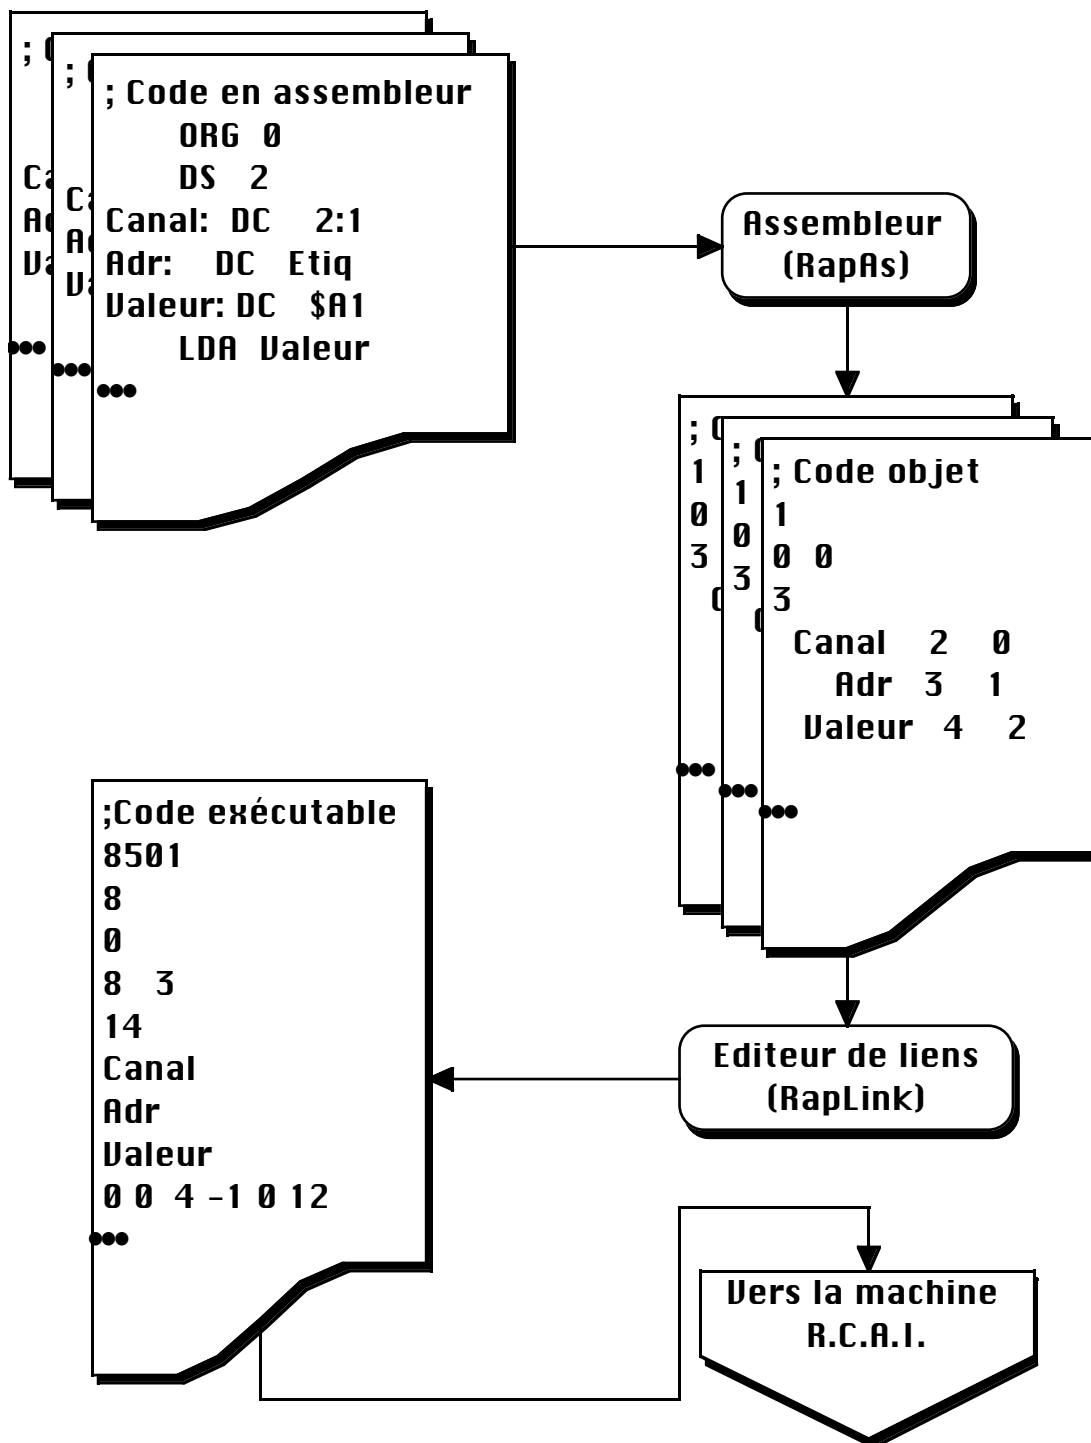 ; Code en assembleur
ORG 0
DS 2
Canal: DC 2:1
Adr: DC Etiq
Valeur: DC $A1
LDA Valeur
•••
Assembleur
(RapAs)
; Code objet
1
0 0
3
Canal 2 0
Adr 3 1
Valeur 4 2
•••
;Code exécutable
8501
8
0
8 3
14
Canal
Adr
Valeur
0 0 4 -1 0 12
•••
Editeur de liens
(RapLink)
Vers la machine
R.C.A.I.